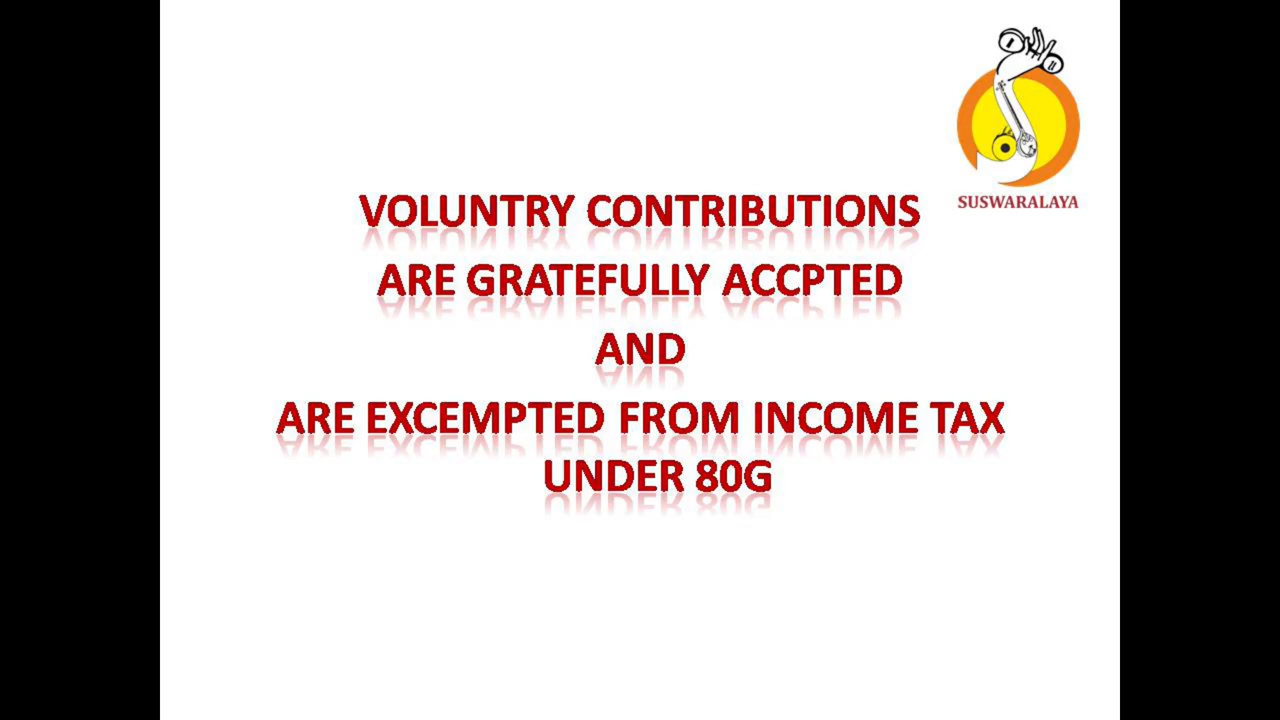 SUSWARALAYA
VOLUNTRY CONTRIBUTIONS
ARE GRATEFULLY ACCPTED
AND
ARE EXCEMPTED FROM INCOME TAX
UNDER 80G